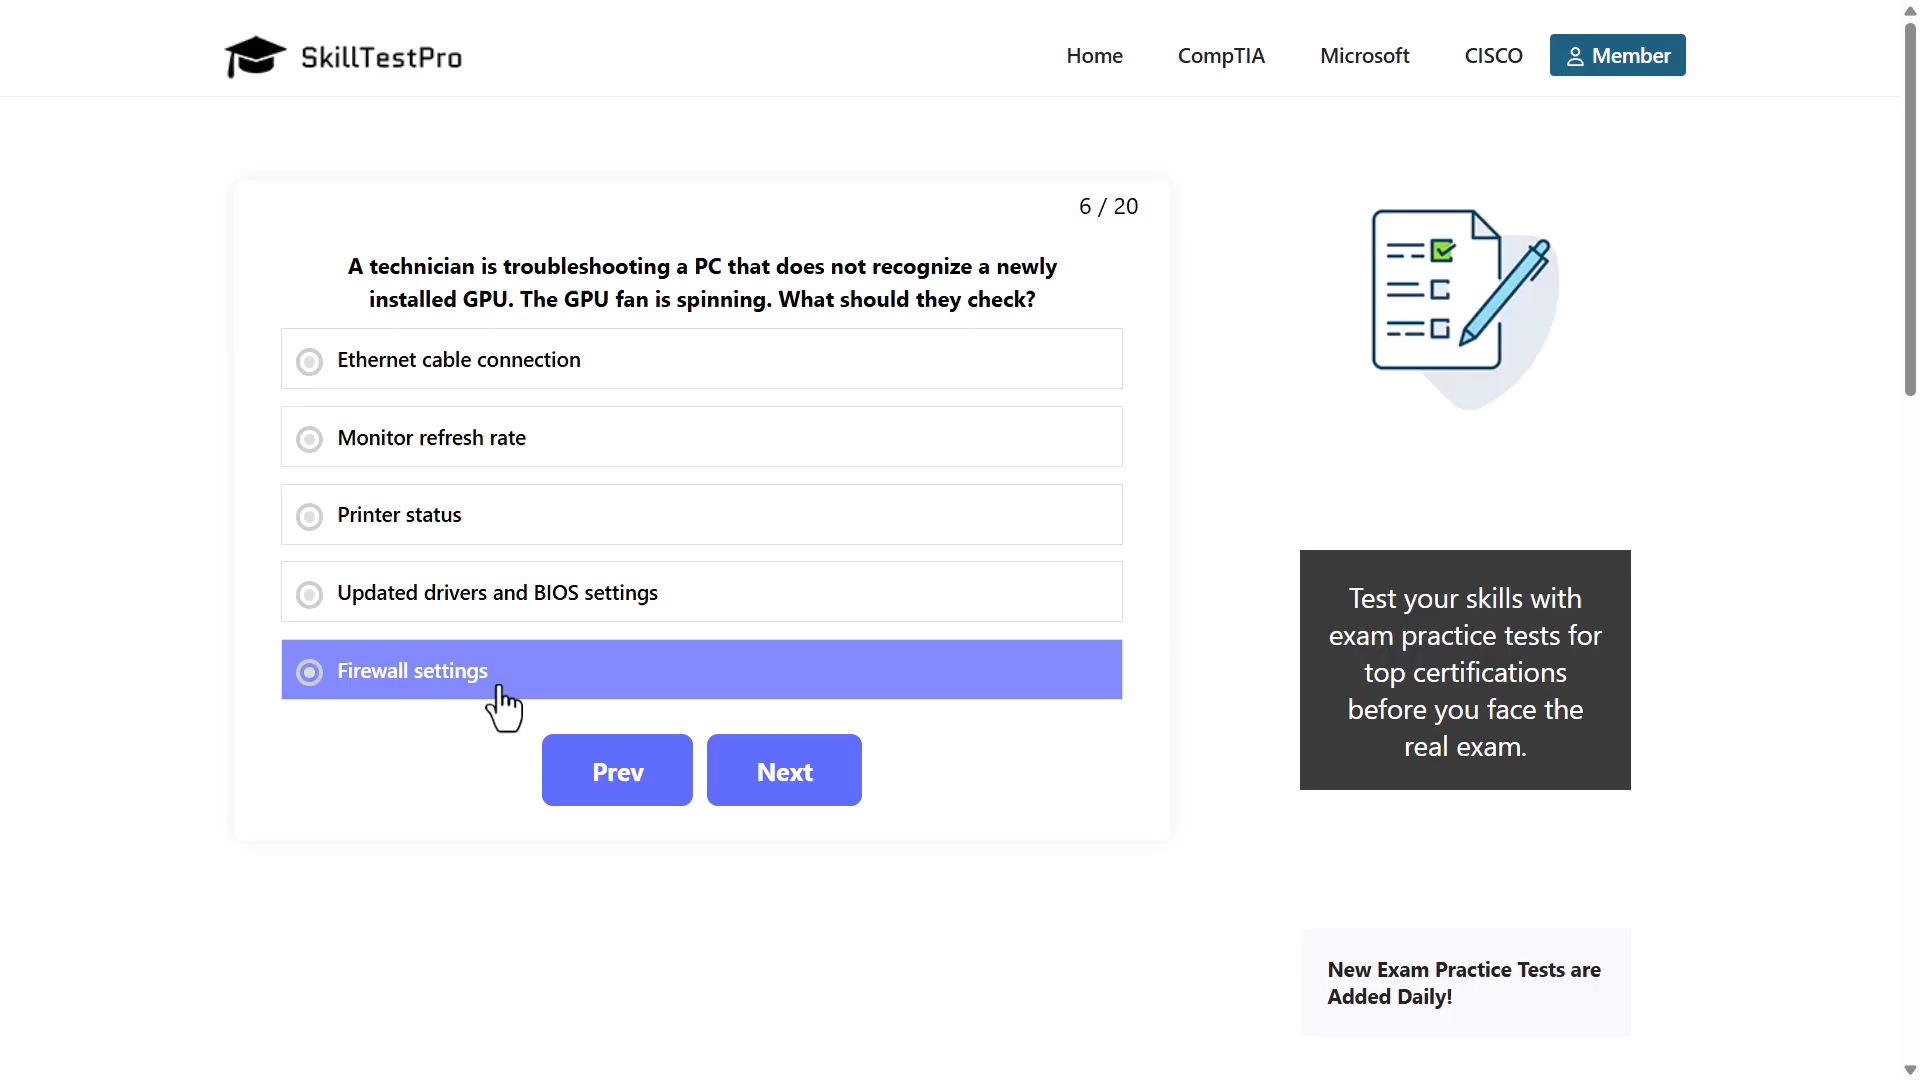 SkillTestPro
Home
CompTIA
Microsoft
CISCO
Member
6 / 20
A technician is troubleshooting a PC that does not recognize a newly
installed GPU. The GPU fan is spinning. What should they check?
Ethernet cable connection
Monitor refresh rate
Printer status
Updated drivers and BIOS settings
Firewall settings
Prev
Next
Test your skills with
exam practice tests for
top certifications
before you face the
real exam.
New Exam Practice Tests are
Added Daily!